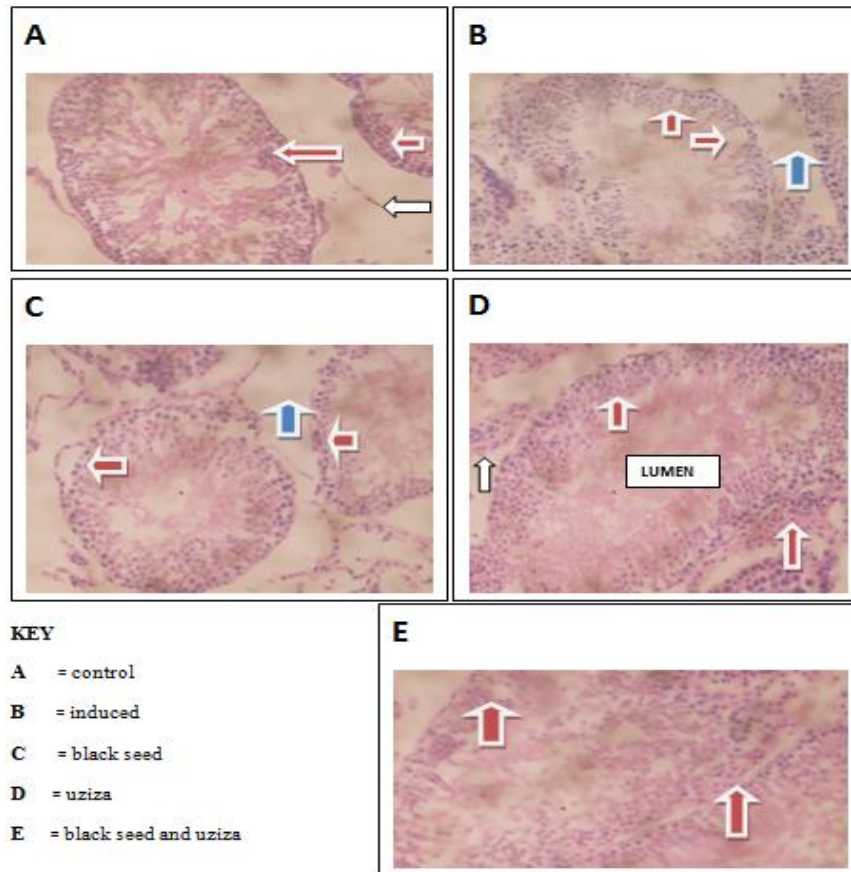 A
B
C
D
LUMEN
KEY
A = control
B = induced
C = black seed
D = uziza
E = black seed and uziza
E